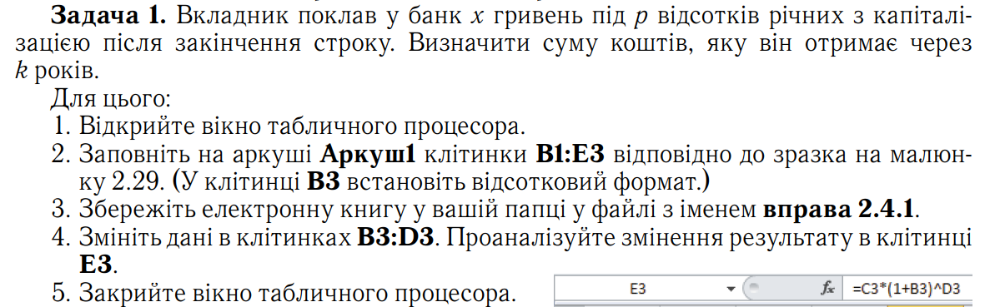 Задача 1. Вкладник поклав у банк x гривень під p відсотків річних з капіталі-
зацією після закінчення строку. Визначити суму коштів, яку він отримає через
k років.
Для цього:
1. Відкрийте вікно табличного процесора.
2. Заповніть на аркуші Аркуш1 клітинки B1:E3 відповідно до зразка на малюн-
ку 2.29. (У клітинці B3 встановіть відсотковий формат.)
3. Збережіть електронну книгу у вашій папці у файлі з іменем вправа 2.4.1.
4. Змініть дані в клітинках B3:D3. Проаналізуйте змінення результату в клітинці
E3.
5. Закрийте вікно табличного процесора.
E3 fx =C3*(1+B3)^D3